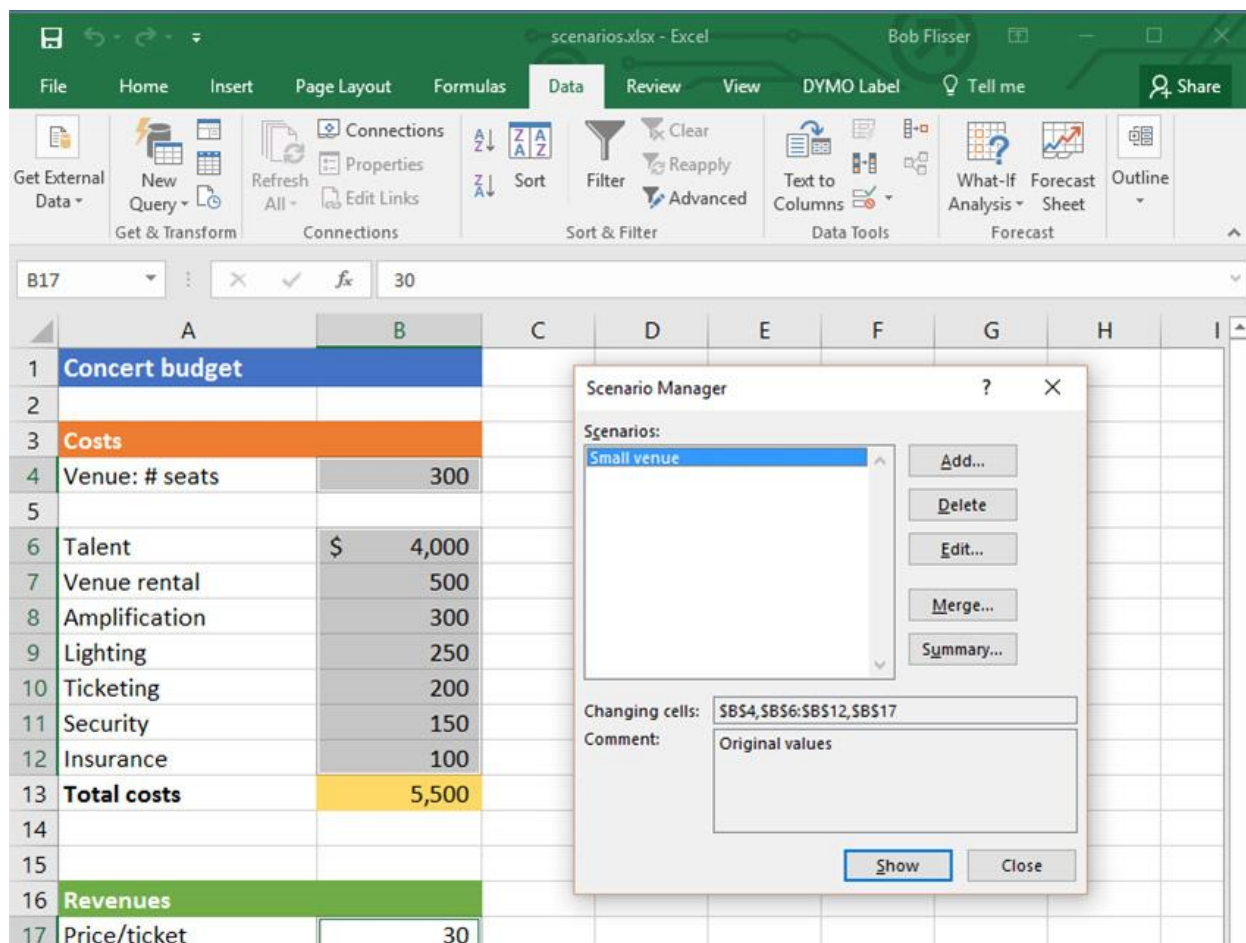 scenarios.xlsx - Excel Bob Flisser
File Home Insert Page Layout Formulas Data Review View DYMO Label Tell me Share
Get External Data
New Query
Get & Transform
Refresh All
Connections
Properties
Edit Links
Connections
Sort
Filter
Clear
Reapply
Advanced
Sort & Filter
Text to Columns
Data Tools
What-If Analysis
Forecast Sheet
Forecast
Outline
B17 fx 30
A B C D E F G H I
1 Concert budget
2
3 Costs
4 Venue: # seats 300
5
6 Talent $ 4,000
7 Venue rental 500
8 Amplification 300
9 Lighting 250
10 Ticketing 200
11 Security 150
12 Insurance 100
13 Total costs 5,500
14
15
16 Revenues
17 Price/ticket 30
Scenario Manager ?
Scenarios:
Small venue
Add...
Delete
Edit...
Merge...
Summary...
Changing cells: $B$4,$B$6:$B$12,$B$17
Comment: Original values
Show Close